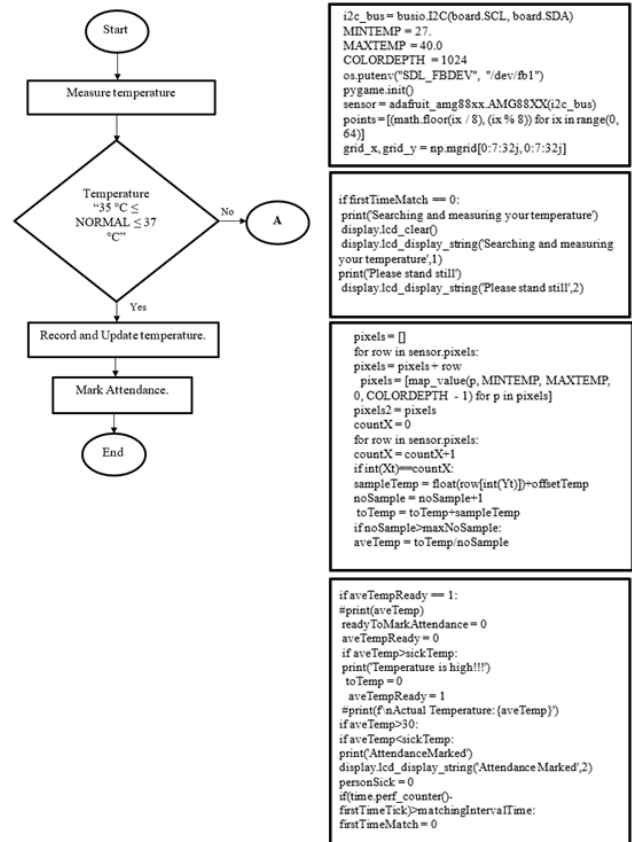 Start
Measure temperature
Temperature
“35 °C ≤
NORMAL ≤ 37
°C”
No
A
Yes
Record and Update temperature.
Mark Attendance.
End
i2c_bus = busio.I2C(board.SCL, board.SDA)
MINTEMP = 27.
MAXTEMP = 40.0
COLORDEPTH = 1024
os.putenv("SDL_FBDEV", "/dev/fb1")
pygame.init()
sensor = adafruit_amg88xx.AMG88XX(i2c_bus)
points = [(math.floor(ix / 8), (ix % 8)) for ix in range(0,
64)]
grid_x, grid_y = np.mgrid[0:7:32j, 0:7:32j]
if firstTimeMatch == 0:
print('Searching and measuring your temperature')
display.lcd_clear()
display.lcd_display_string('Searching and measuring
your temperature',1)
print('Please stand still')
display.lcd_display_string('Please stand still',2)
pixels = []
for row in sensor.pixels:
pixels = pixels + row
pixels = [map_value(p, MINTEMP, MAXTEMP,
0, COLORDEPTH - 1) for p in pixels]
pixels2 = pixels
countX = 0
for row in sensor.pixels:
countX = countX+1
if int(Xt)==countX:
sampleTemp = float(row[int(Yt)])+offsetTemp
noSample = noSample+1
toTemp = toTemp+sampleTemp
if noSample>maxNoSample:
aveTemp = toTemp/noSample
if aveTempReady == 1:
#print(aveTemp)
readyToMarkAttendance = 0
aveTempReady = 0
if aveTemp>sickTemp:
print('Temperature is high!!!')
toTemp = 0
aveTempReady = 1
#print(f'\nActual Temperature: {aveTemp}')
if aveTemp>30:
if aveTemp<sickTemp:
print('AttendanceMarked')
display.lcd_display_string('Attendance Marked',2)
personSick = 0
if(time.perf_counter()-
firstTimeTick)>matchingIntervalTime:
firstTimeMatch = 0